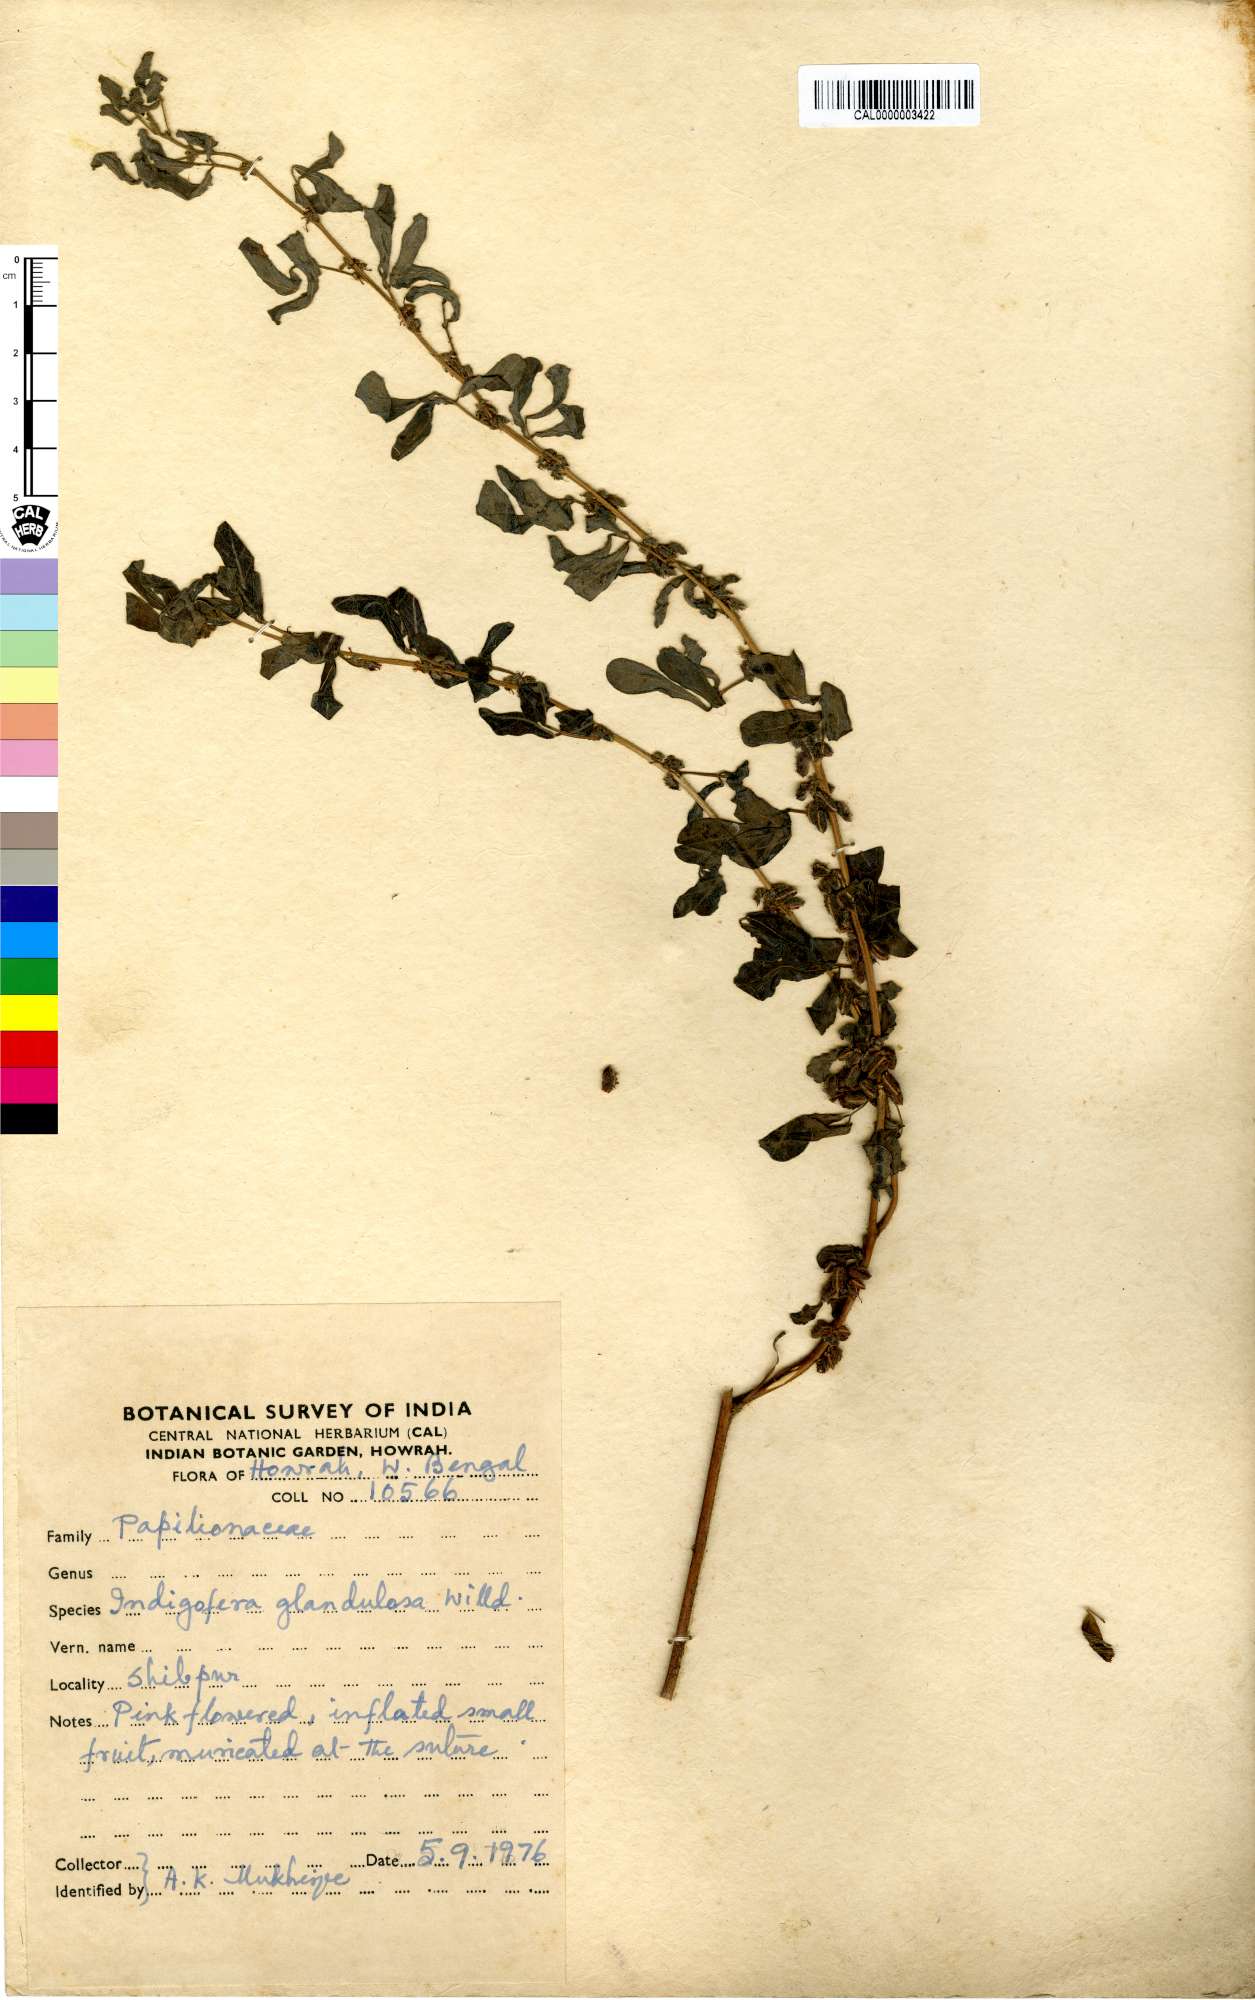 CAL0000003422
0
cm
1
2
3
4
5
CAL
HERB
BOTANICAL SURVEY OF INDIA
CENTRAL NATIONAL HERBARIUM (CAL)
INDIAN BOTANIC GARDEN, HOWRAH.
FLORA OF Howrah, W. Bengal
COLL NO 10566
Family Papilionaceae
Genus
Species Indigofera glandulosa Willd.
Vern. name
Locality Shibpur
Notes Pink flowered, inflated small
fruit, muricated at the suture
Collector Date 5.9.1976
Identified by A.K. Mukherjee